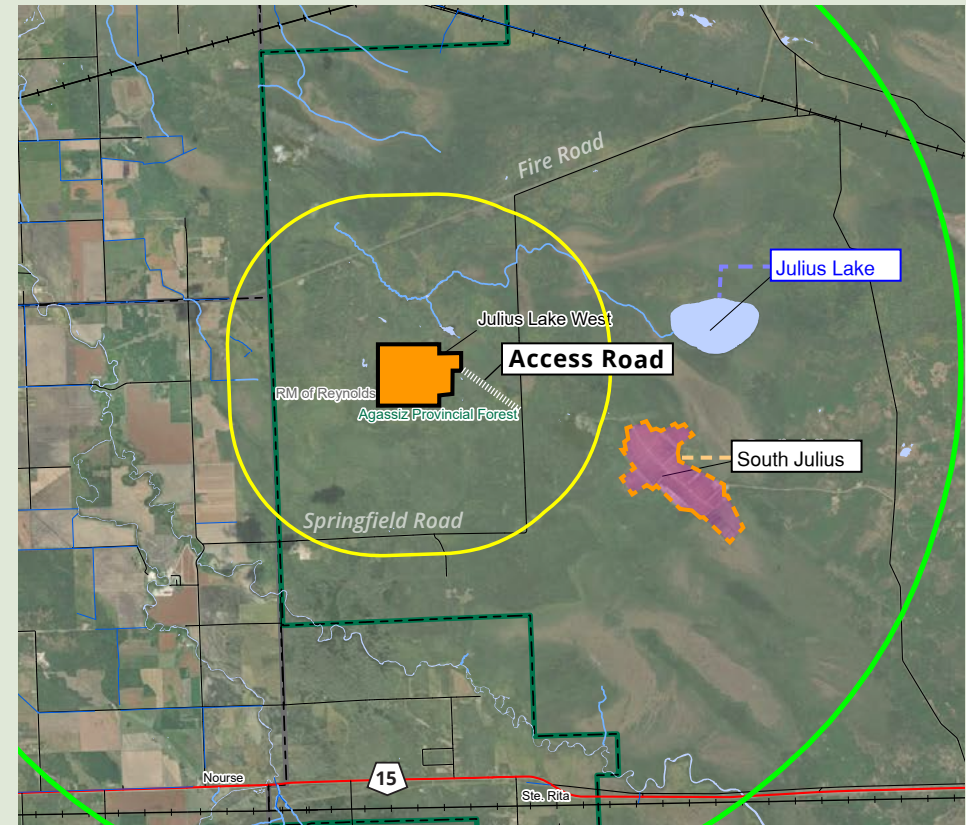 Fire Road
Julius Lake
Julius Lake West
Access Road
RM of Reynolds
Agassiz Provincial Forest
South Julius
Springfield Road
Nourse
15
Ste. Rita